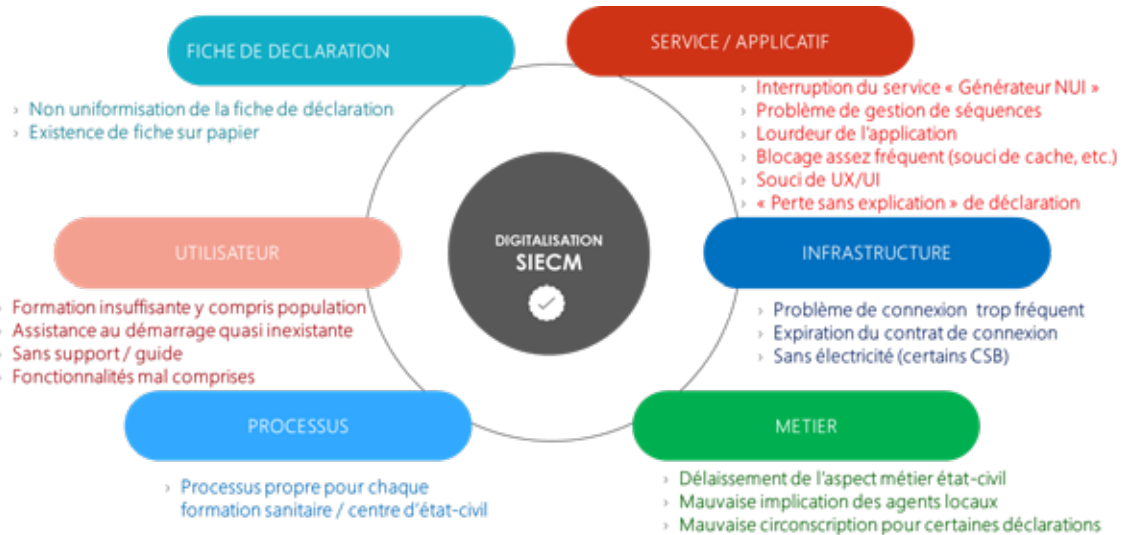 FICHE DE DECLARATION
› Non uniformisation de la fiche de déclaration
› Existence de fiche sur papier
SERVICE / APPLICATIF
› Interruption du service « Générateur NUI »
› Problème de gestion de séquences
› Lourdeur de l'application
› Blocage assez fréquent (souci de cache, etc.)
› Souci de UX/UI
› « Perte sans explication » de déclaration
DIGITALISATION
SIECM
UTILISATEUR
› Formation insuffisante y compris population
› Assistance au démarrage quasi inexistante
› Sans support / guide
› Fonctionnalités mal comprises
INFRASTRUCTURE
› Problème de connexion trop fréquent
› Expiration du contrat de connexion
› Sans électricité (certains CSB)
PROCESSUS
› Processus propre pour chaque
formation sanitaire / centre d'état-civil
METIER
› Délaissement de l'aspect métier état-civil
› Mauvaise implication des agents locaux
› Mauvaise circonscription pour certaines déclarations